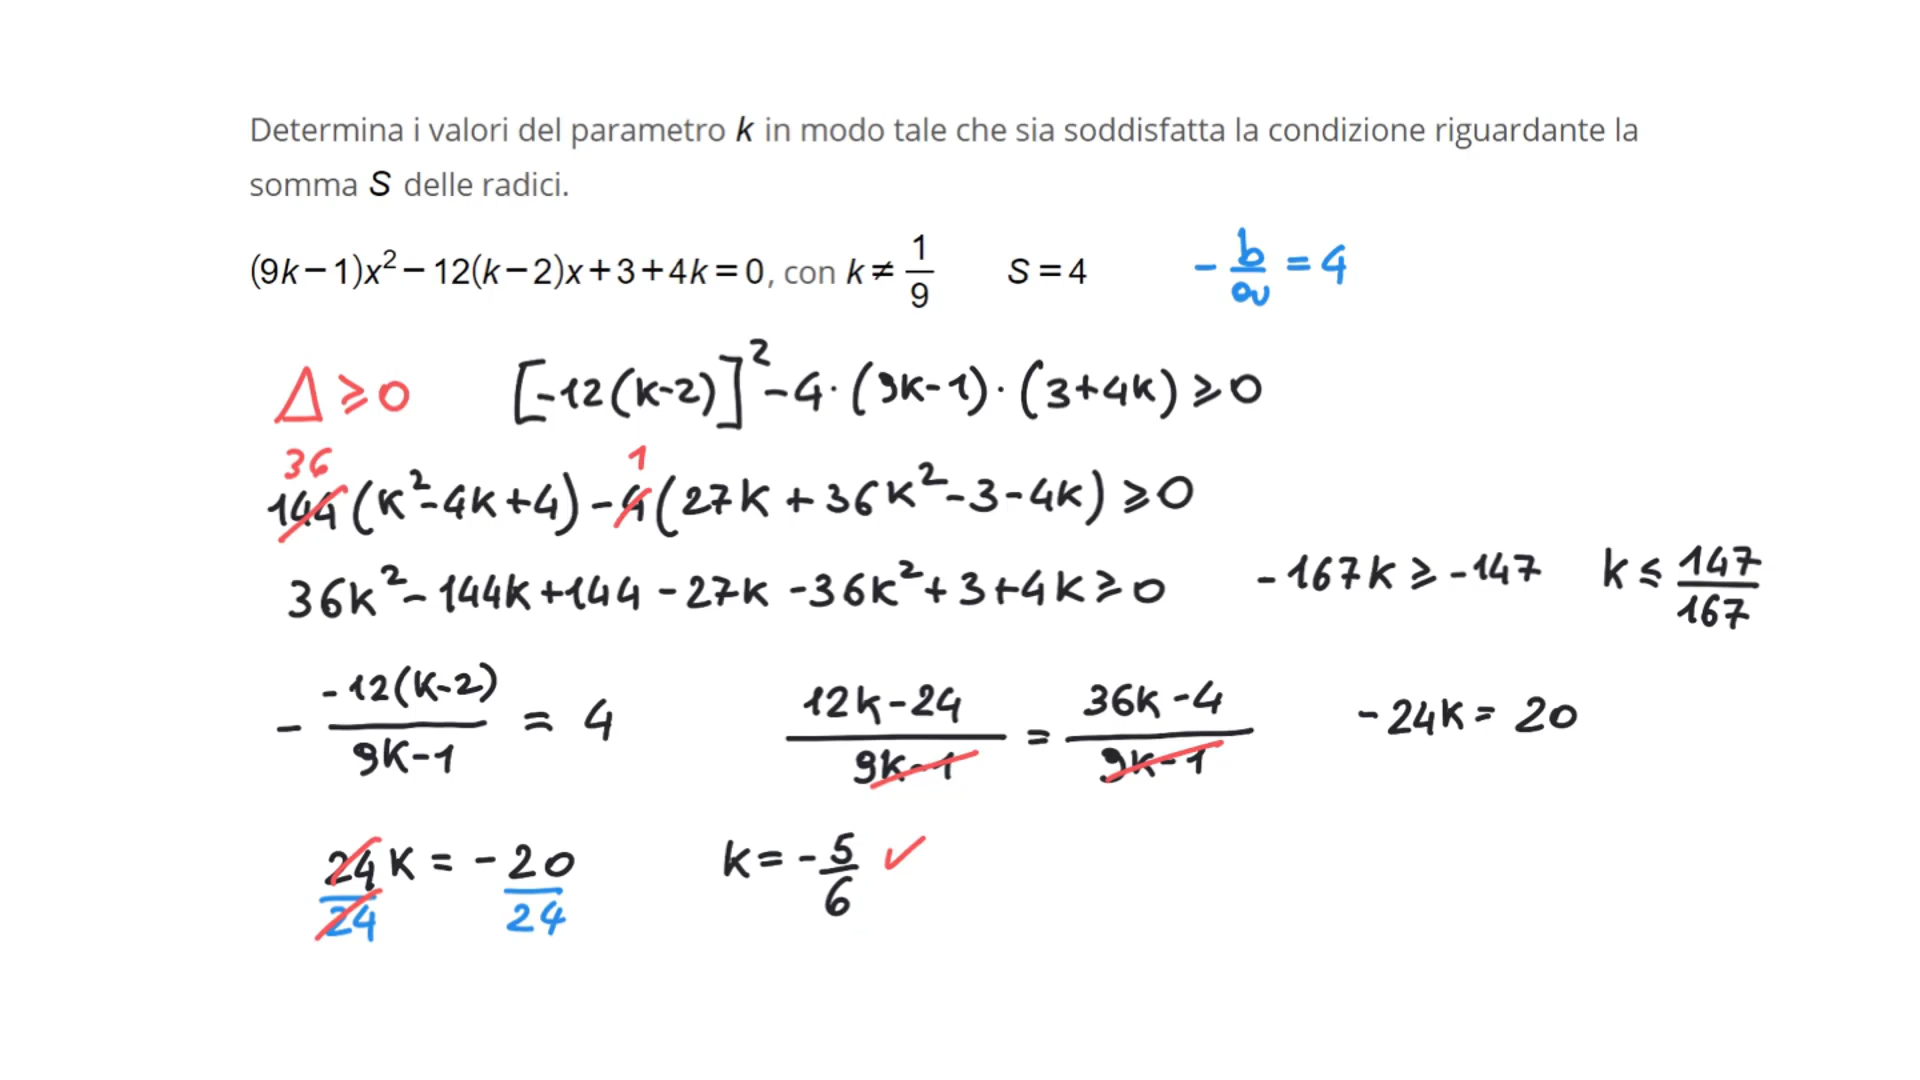 Determina i valori del parametro k in modo tale che sia soddisfatta la condizione riguardante la
somma S delle radici.
(9k−1)x²−12(k−2)x+3+4k=0, con k≠1/9 S=4 -b/a=4
Δ⩾0 [-12(k-2)]²-4·(9k-1)·(3+4k)⩾0
36 1
144(k²-4k+4)-4(27k+36k²-3-4k)⩾0
36k²-144k+144-27k-36k²+3+4k⩾0 -167k⩾-147 k⩽147/167
- -12(k-2)/9k-1 = 4 12k-24/9k-1 = 36k-4/9k-1 -24k=20
24k/24 = -20/24 k=-5/6 ✓